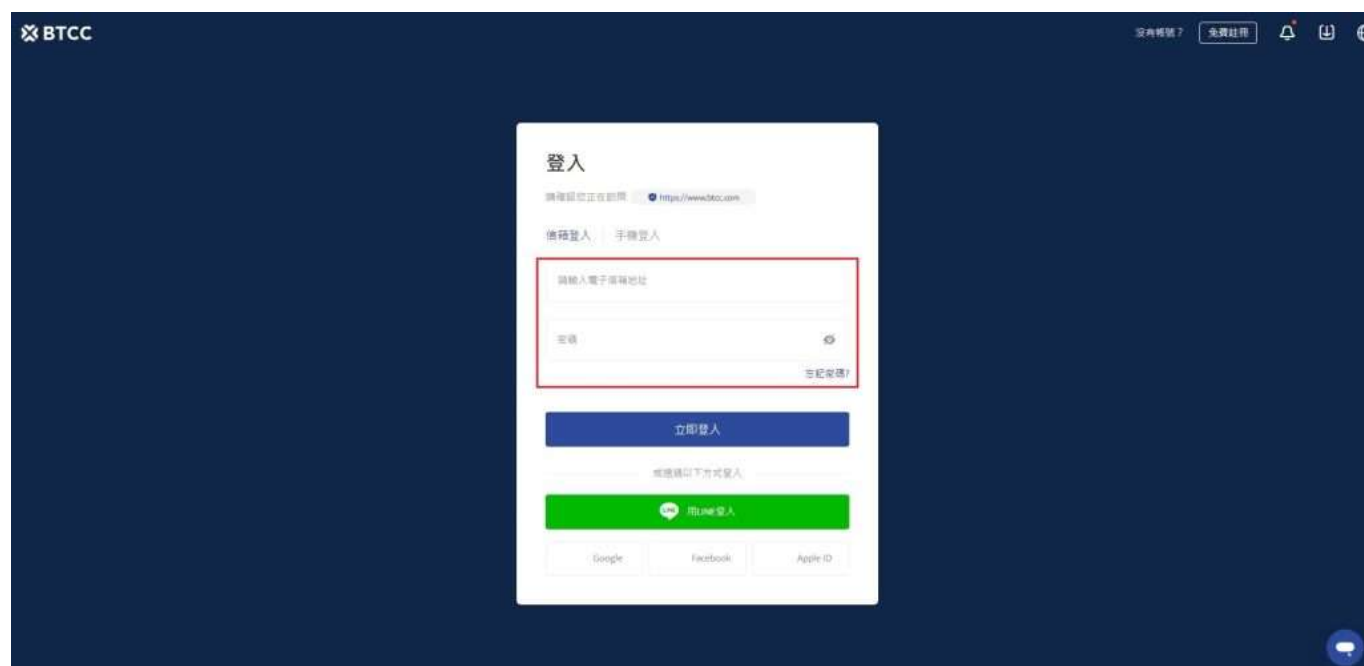 BTCC
沒有帳號？ 免費註冊
登入
請確認您正在訪問 https://www.btcc.com
信箱登入 手機登入
請輸入電子信箱地址
密碼
忘記密碼?
立即登入
或通過以下方式登入
LINE 用LINE登入
Google Facebook Apple ID